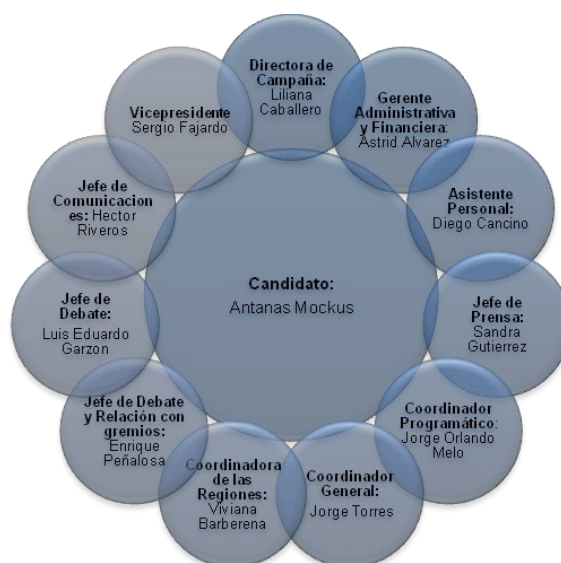 Directora de
Campaña:
Liliana
Caballero
Gerente
Administrativa
y Financiera:
Astrid Alvarez
Asistente
Personal:
Diego Cancino
Jefe de
Prensa:
Sandra
Gutierrez
Coordinador
Programático:
Jorge Orlando
Melo
Coordinador
General:
Jorge Torres
Coordinadora
de las
Regiones:
Viviana
Barberena
Jefe de Debate
y Relación con
gremios:
Enrique
Peñalosa
Jefe de
Debate:
Luis Eduardo
Garzon
Jefe de
Comunicacion
es: Hector
Riveros
Vicepresidente
Sergio Fajardo
Candidato:
Antanas Mockus